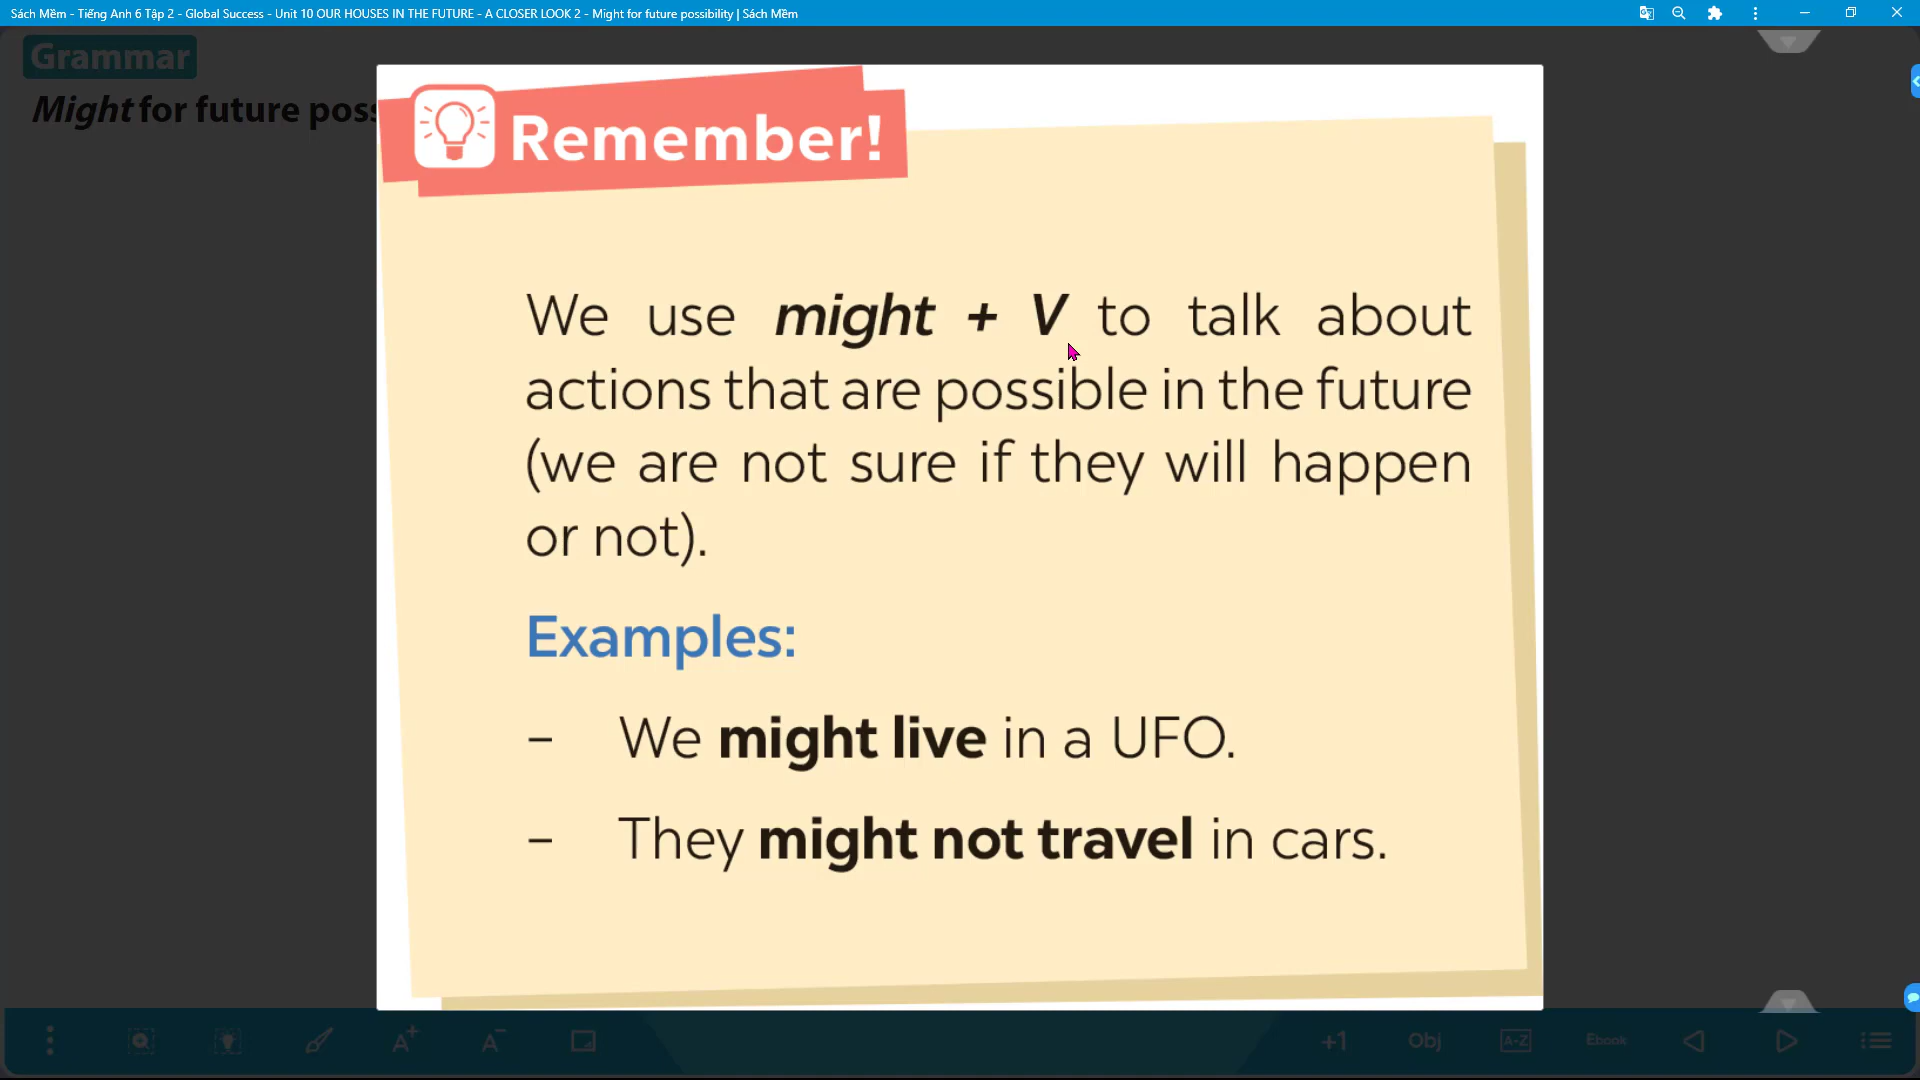 Sách Mềm - Tiếng Anh 6 Tập 2 - Global Success - Unit 10 OUR HOUSES IN THE FUTURE - A CLOSER LOOK 2 - Might for future possibility | Sách Mềm
Grammar
Might for future poss
Remember!
We use might + V to talk about
actions that are possible in the future
(we are not sure if they will happen
or not).
Examples:
– We might live in a UFO.
– They might not travel in cars.
A+ A- +1 Obj A-Z Ebook